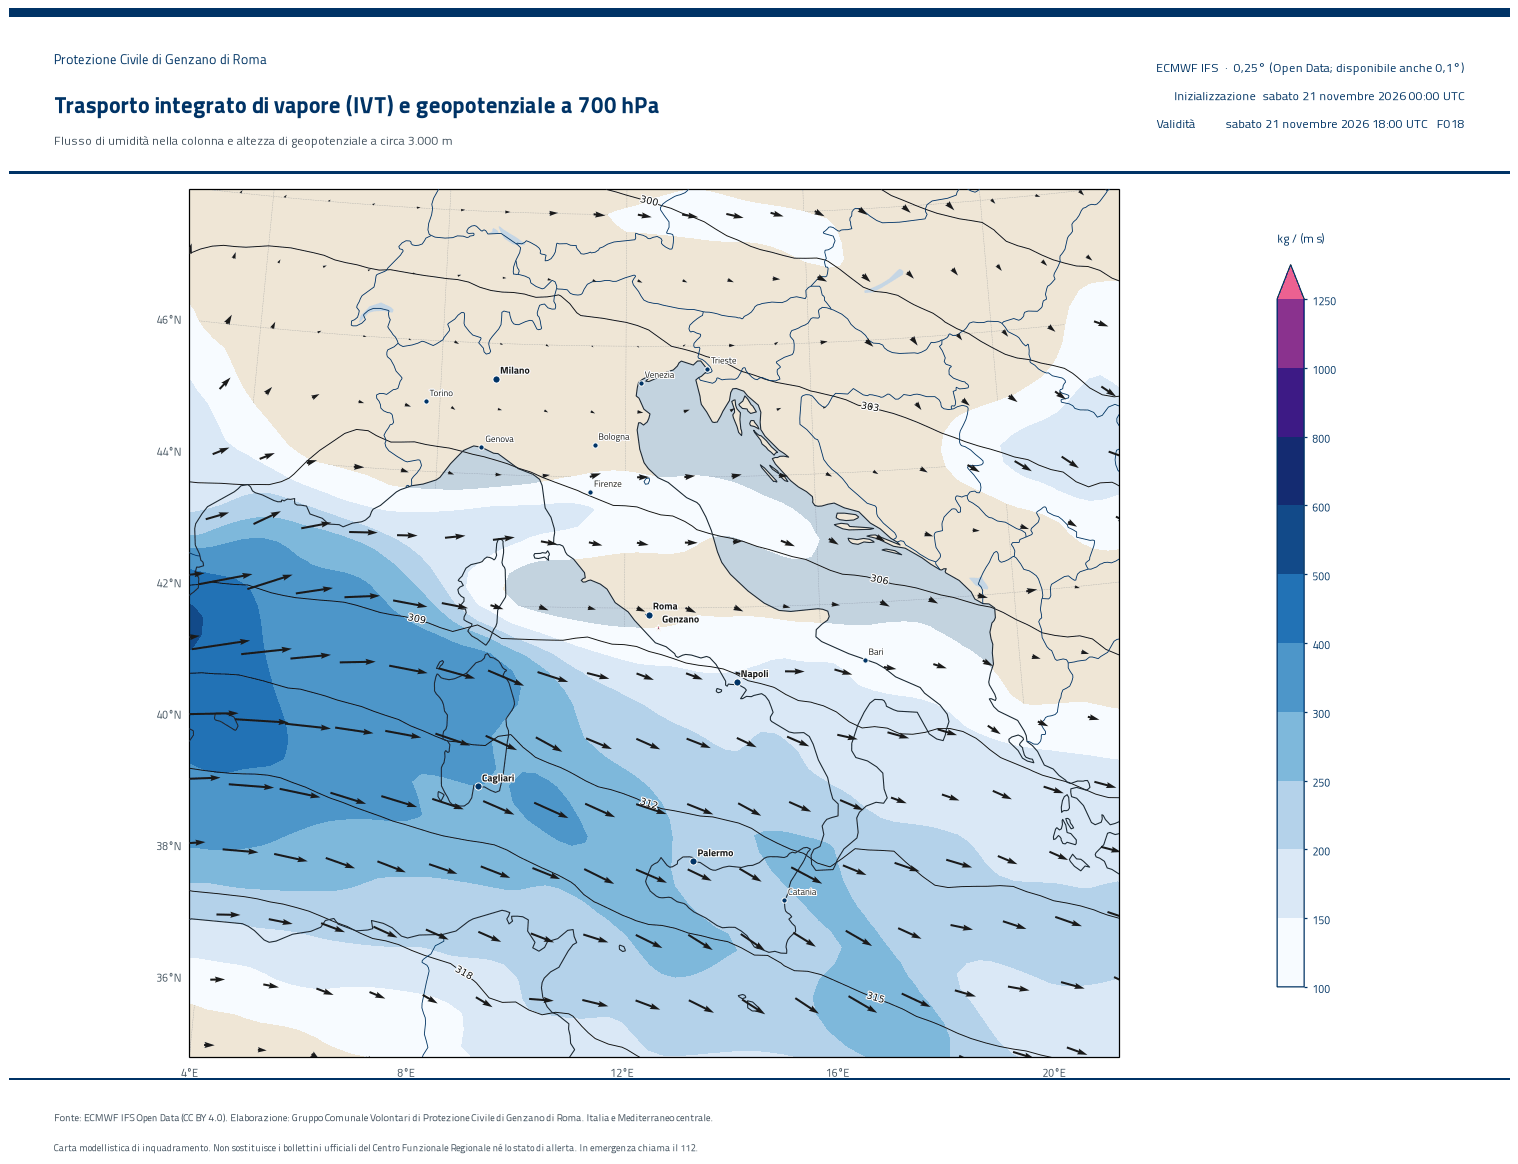 Protezione Civile di Genzano di Roma
Trasporto integrato di vapore (IVT) e geopotenziale a 700 hPa
Flusso di umidità nella colonna e altezza di geopotenziale a circa 3.000 m
ECMWF IFS · 0,25° (Open Data; disponibile anche 0,1°)
Inizializzazione sabato 21 novembre 2026 00:00 UTC
Validità sabato 21 novembre 2026 18:00 UTC F018
kg / (m s)
1250
1000
800
600
500
400
300
250
200
150
100
46°N
44°N
42°N
40°N
38°N
36°N
4°E
8°E
12°E
16°E
20°E
300
303
306
309
312
315
318
Trieste
Venezia
Milano
Torino
Genova
Bologna
Firenze
Roma
Genzano
Bari
Napoli
Cagliari
Palermo
Catania
Fonte: ECMWF IFS Open Data (CC BY 4.0). Elaborazione: Gruppo Comunale Volontari di Protezione Civile di Genzano di Roma. Italia e Mediterraneo centrale.
Carta modellistica di inquadramento. Non sostituisce i bollettini ufficiali del Centro Funzionale Regionale né lo stato di allerta. In emergenza chiama il 112.